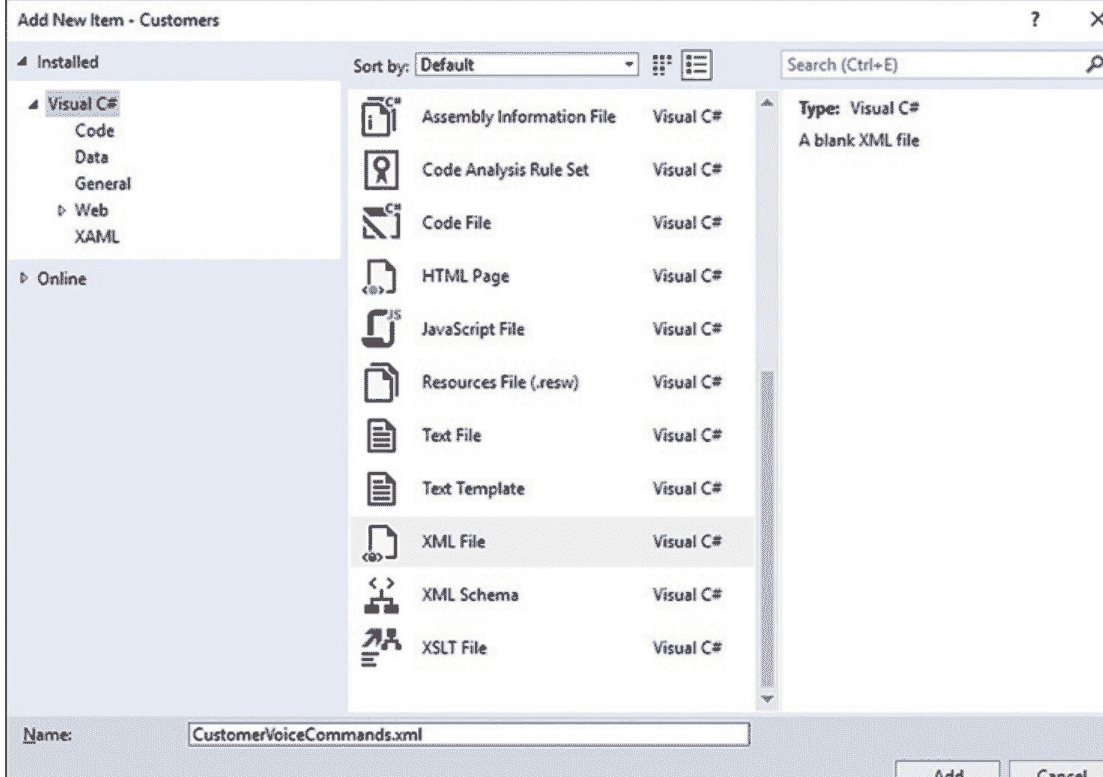 Add New Item - Customers
?
Installed
Sort by: Default
Search (Ctrl+E)
Visual C#
Code
Data
General
Web
XAML
Online
Assembly Information File Visual C#
Code Analysis Rule Set Visual C#
Code File Visual C#
HTML Page Visual C#
JavaScript File Visual C#
Resources File (.resw) Visual C#
Text File Visual C#
Text Template Visual C#
XML File Visual C#
XML Schema Visual C#
XSLT File Visual C#
Type: Visual C#
A blank XML file
Name: CustomerVoiceCommands.xml
Add Cancel